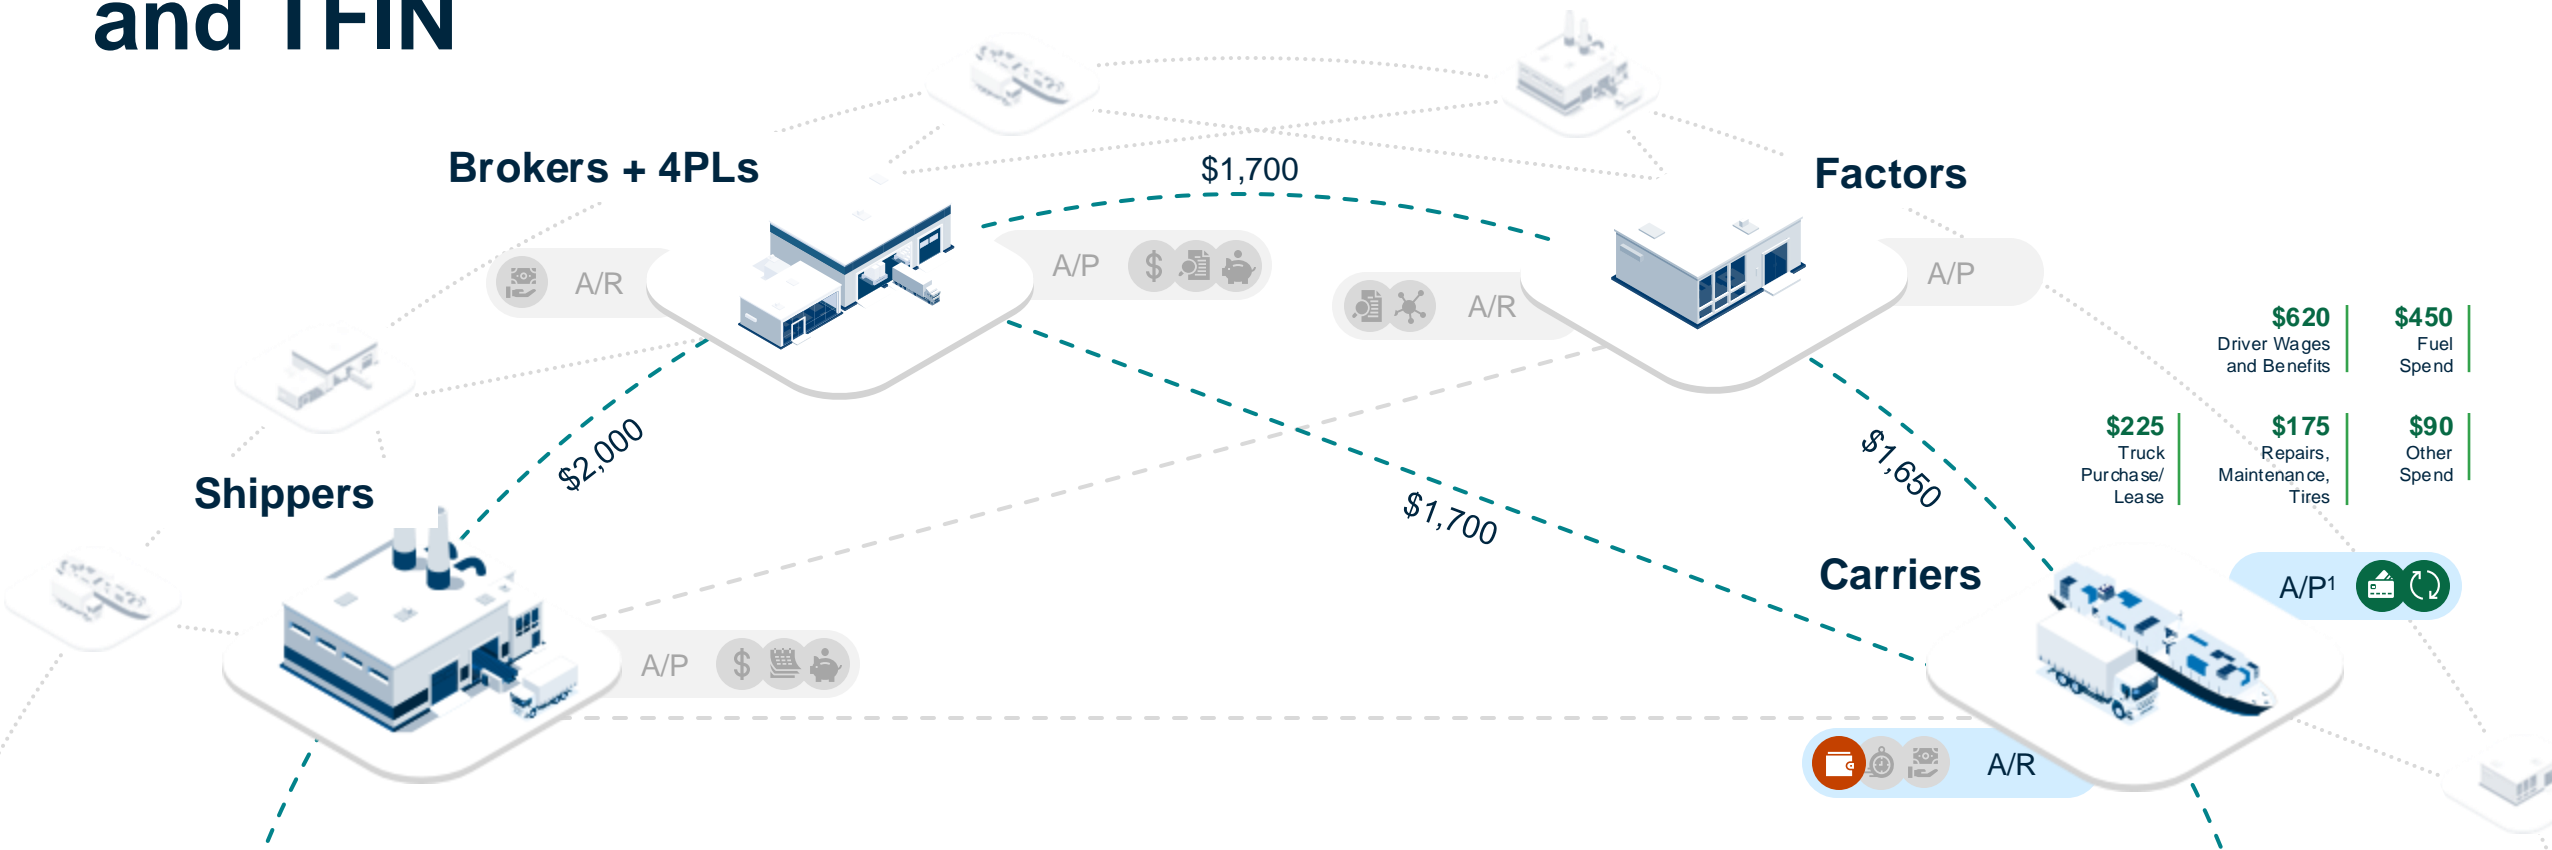 and TFIN
Brokers + 4PLs
$1,700
Factors
A/R
A/P
A/R
A/P
$620
Driver Wages
and Benefits
$450
Fuel
Spend
$225
Truck
Purchase/
Lease
$175
Repairs,
Maintenance,
Tires
$90
Other
Spend
$2,000
$1,650
$1,700
Shippers
Carriers
A/P¹
A/P
A/R